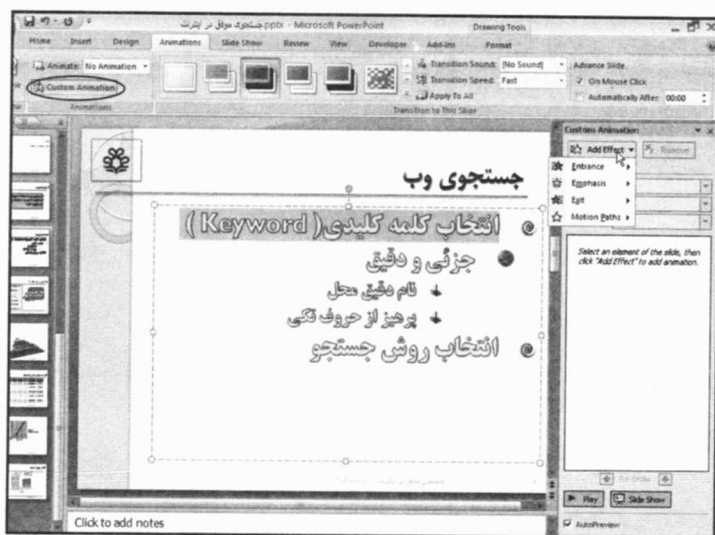 جستجوی موفق در اینترنت.pptx - Microsoft PowerPoint
Drawing Tools
Home Insert Design Animations Slide Show Review View Developer Add-Ins Format
Animate: No Animation
Custom Animation
Animations
Transition Sound: [No Sound]
Transition Speed: Fast
Apply To All
Transition to This Slide
Advance Slide
On Mouse Click
Automatically After: 00:00
جستجوی وب
انتخاب کلمه کلیدی( Keyword )
جزئی و دقیق
نام دقیق محل
پرهیز از حروف تکی
انتخاب روش جستجو
Click to add notes
Custom Animation
Add Effect Remove
Entrance
Emphasis
Exit
Motion Paths
Select an element of the slide, then
click "Add Effect" to add animation.
Re-Order
Play Slide Show
AutoPreview